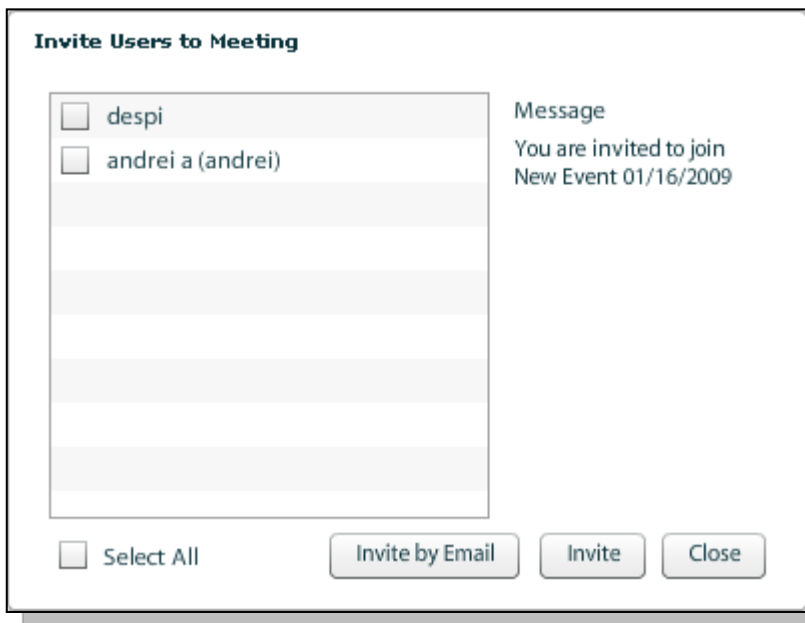 Invite Users to Meeting
despi
andrei a (andrei)
Message
You are invited to join
New Event 01/16/2009
Select All
Invite by Email
Invite
Close